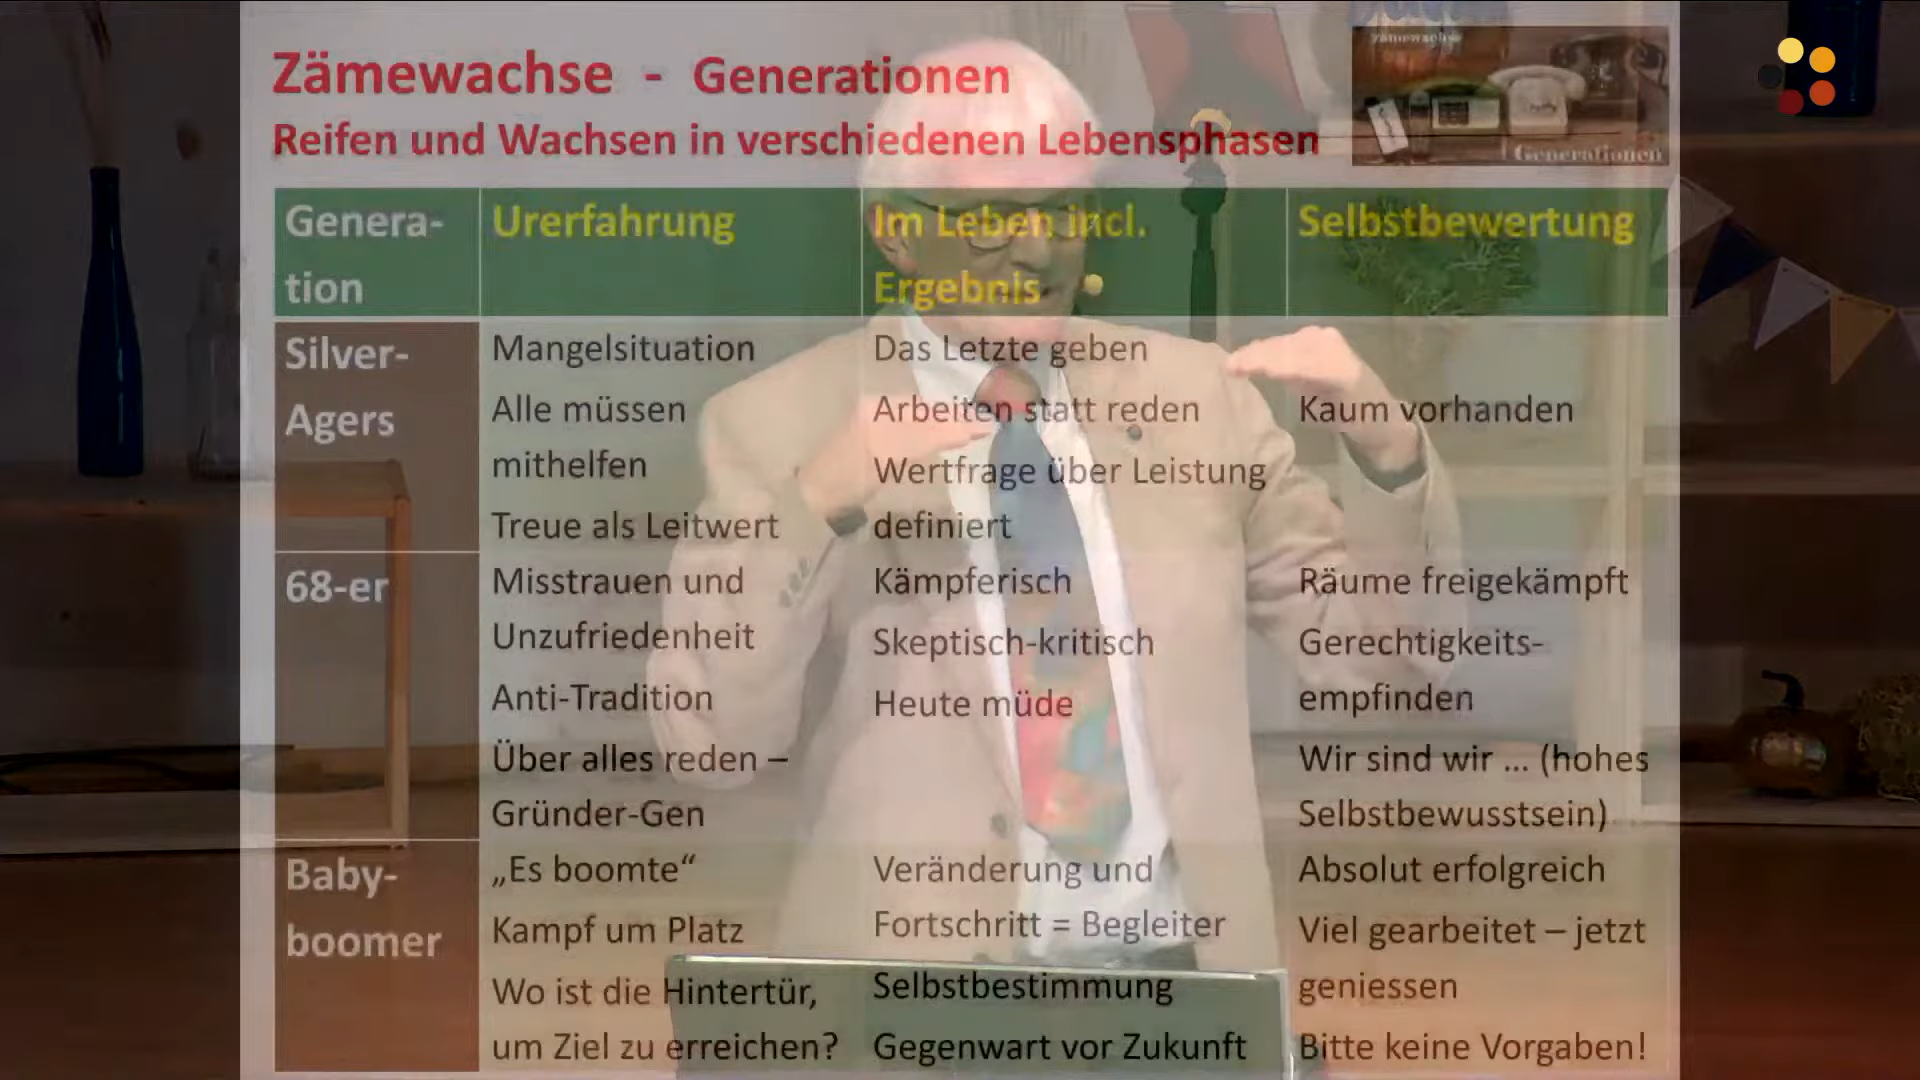 Zämewachse - Generationen
Reifen und Wachsen in verschiedenen Lebensphasen
zämewachse
Generationen
Genera-
tion
Urerfahrung
Im Leben incl.
Ergebnis
Selbstbewertung
Silver-
Agers
Mangelsituation
Alle müssen
mithelfen
Treue als Leitwert
Das Letzte geben
Arbeiten statt reden
Wertfrage über Leistung
definiert
Kaum vorhanden
68-er
Misstrauen und
Unzufriedenheit
Anti-Tradition
Über alles reden –
Gründer-Gen
Kämpferisch
Skeptisch-kritisch
Heute müde
Räume freigekämpft
Gerechtigkeits-
empfinden
Wir sind wir ... (hohes
Selbstbewusstsein)
Baby-
boomer
„Es boomte“
Kampf um Platz
Wo ist die Hintertür,
um Ziel zu erreichen?
Veränderung und
Fortschritt = Begleiter
Selbstbestimmung
Gegenwart vor Zukunft
Absolut erfolgreich
Viel gearbeitet – jetzt
geniessen
Bitte keine Vorgaben!